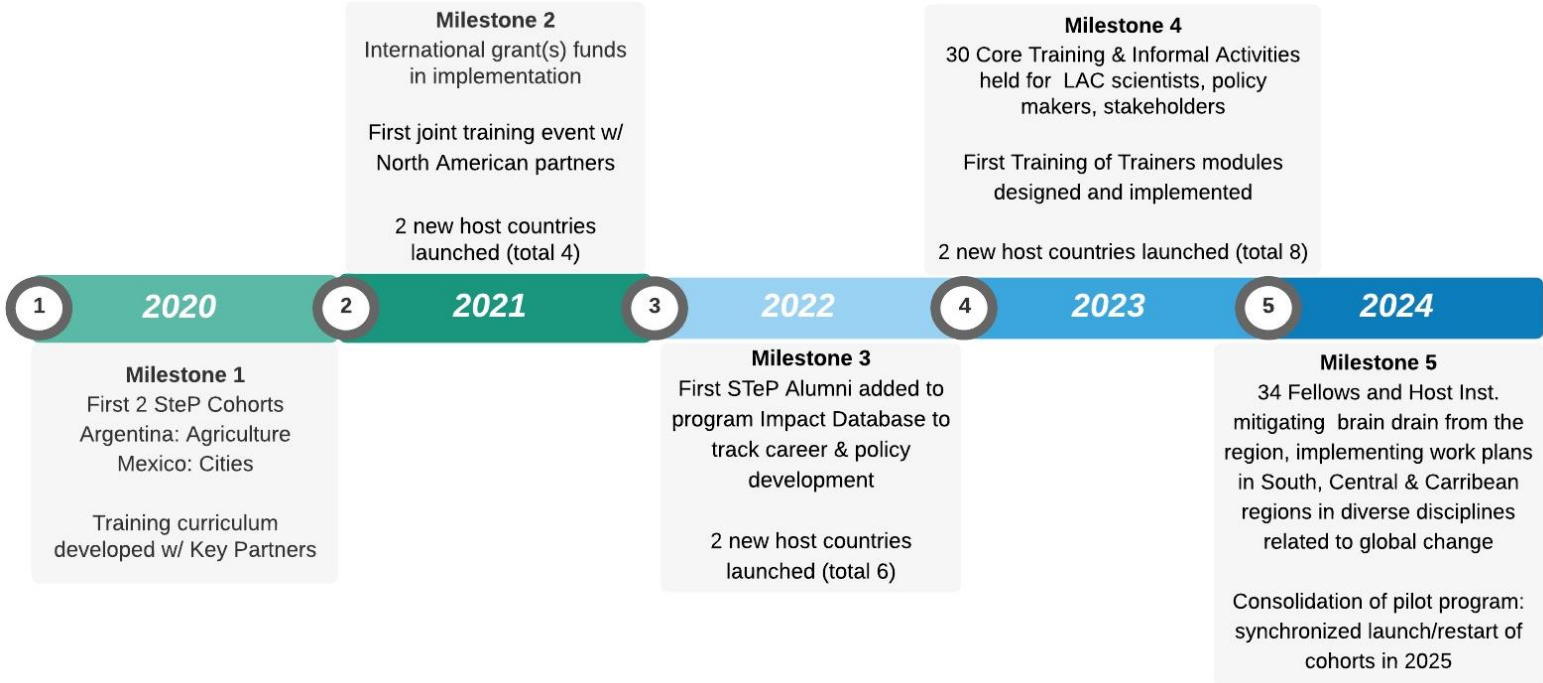 Milestone 2
International grant(s) funds
in implementation
First joint training event w/
North American partners
2 new host countries
launched (total 4)
Milestone 4
30 Core Training & Informal Activities
held for LAC scientists, policy
makers, stakeholders
First Training of Trainers modules
designed and implemented
2 new host countries launched (total 8)
1
2020
2
2021
3
2022
4
2023
5
2024
Milestone 1
First 2 SteP Cohorts
Argentina: Agriculture
Mexico: Cities
Training curriculum
developed w/ Key Partners
Milestone 3
First STeP Alumni added to
program Impact Database to
track career & policy
development
2 new host countries
launched (total 6)
Milestone 5
34 Fellows and Host Inst.
mitigating brain drain from the
region, implementing work plans
in South, Central & Carribean
regions in diverse disciplines
related to global change
Consolidation of pilot program:
synchronized launch/restart of
cohorts in 2025